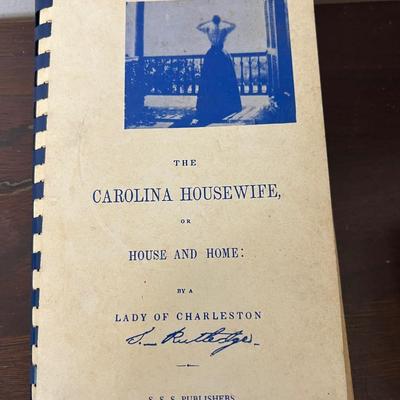 THE
CAROLINA HOUSEWIFE,
OR
HOUSE AND HOME:
BY A
LADY OF CHARLESTON
S. Rutledge.
S. S. S. PUBLISHERS